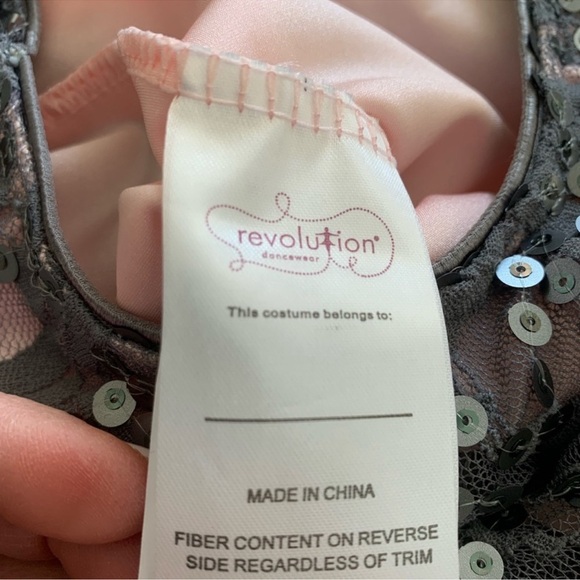 revolution®
dancewear
This costume belongs to:
MADE IN CHINA
FIBER CONTENT ON REVERSE
SIDE REGARDLESS OF TRIM